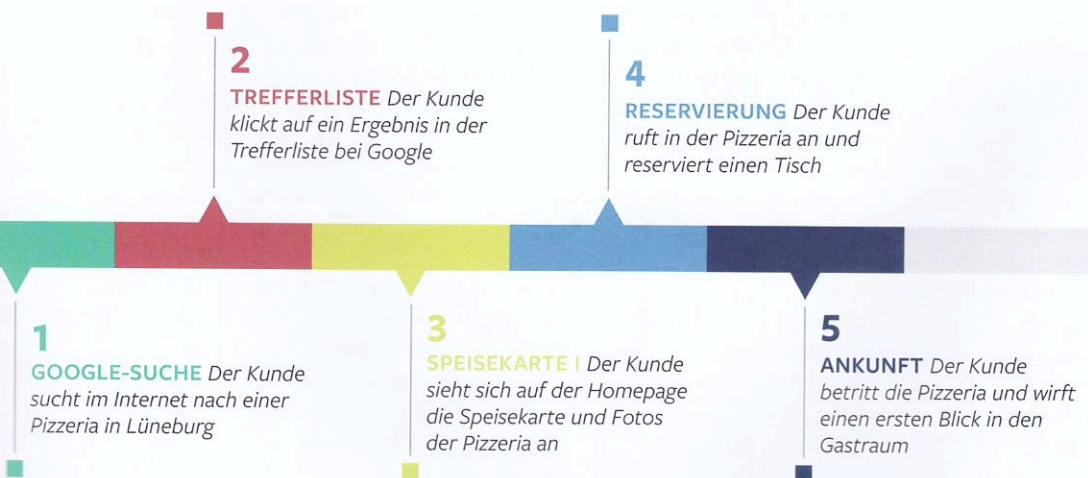 1
GOOGLE-SUCHE Der Kunde
sucht im Internet nach einer
Pizzeria in Lüneburg
2
TREFFERLISTE Der Kunde
klickt auf ein Ergebnis in der
Trefferliste bei Google
3
SPEISEKARTE I Der Kunde
sieht sich auf der Homepage
die Speisekarte und Fotos
der Pizzeria an
4
RESERVIERUNG Der Kunde
ruft in der Pizzeria an und
reserviert einen Tisch
5
ANKUNFT Der Kunde
betritt die Pizzeria und wirft
einen ersten Blick in den
Gastraum